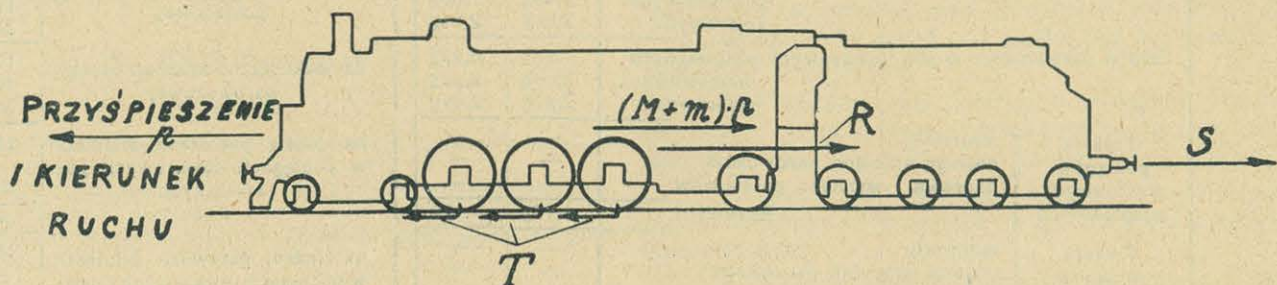 PRZYŚPIESZENIE
p
I KIERUNEK
RUCHU
(M+m)·p
R
S
T